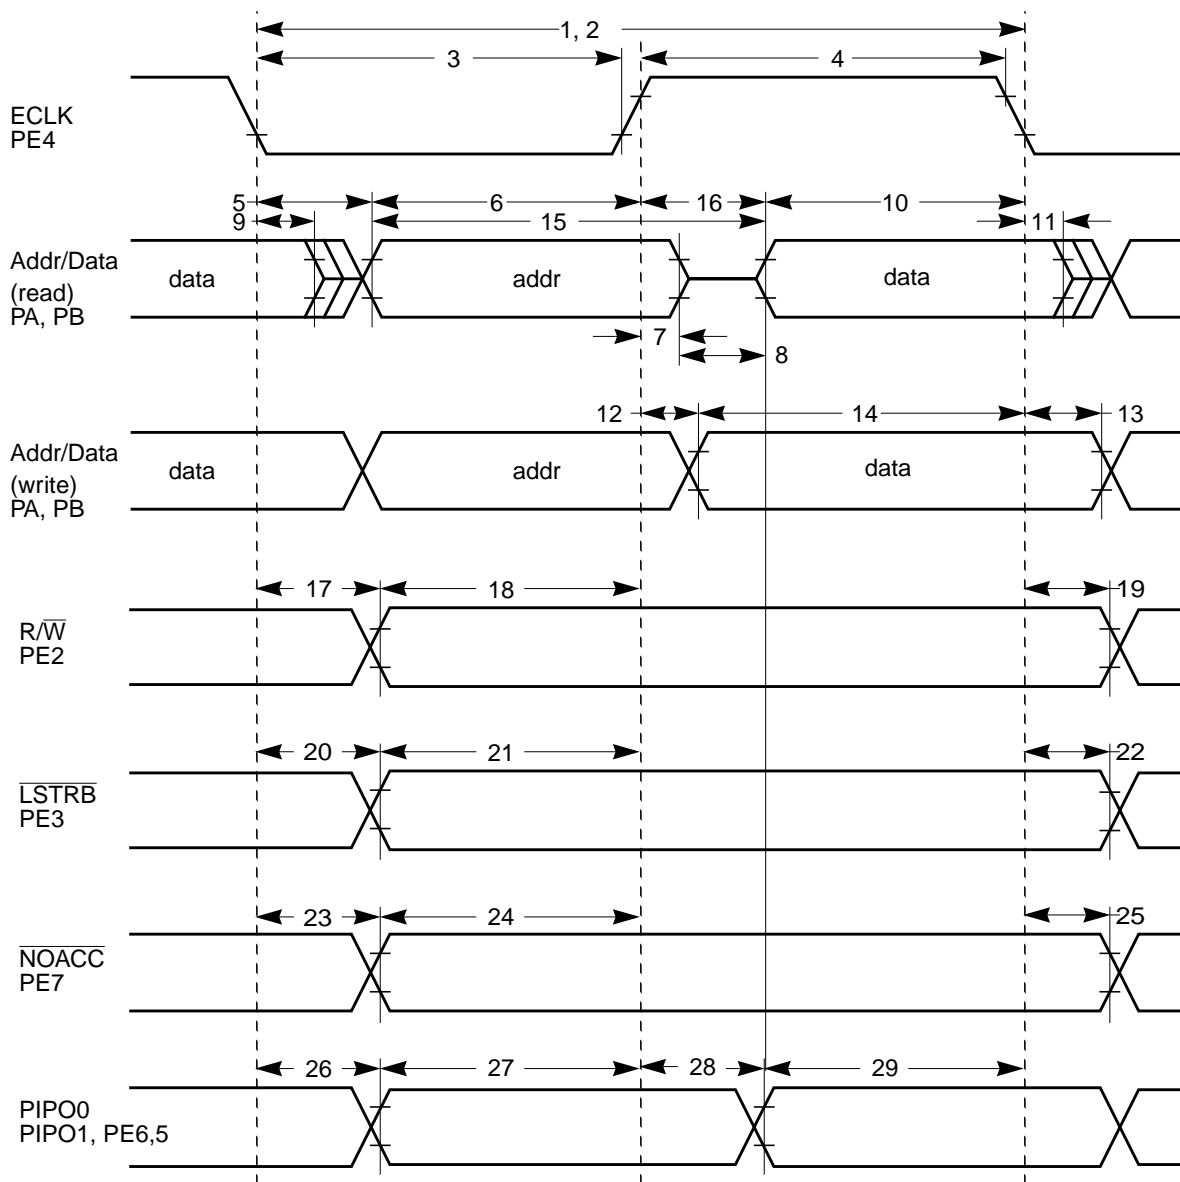 1, 2
3 4
ECLK
PE4
5 6 16 10
9 15 11
Addr/Data
(read)
PA, PB
data addr data
7
8
12 14 13
Addr/Data
(write)
PA, PB
data addr data
17 18 19
R/W̅
PE2
20 21 22
L̅S̅T̅R̅B̅
PE3
23 24 25
N̅O̅A̅C̅C̅
PE7
26 27 28 29
PIPO0
PIPO1, PE6,5